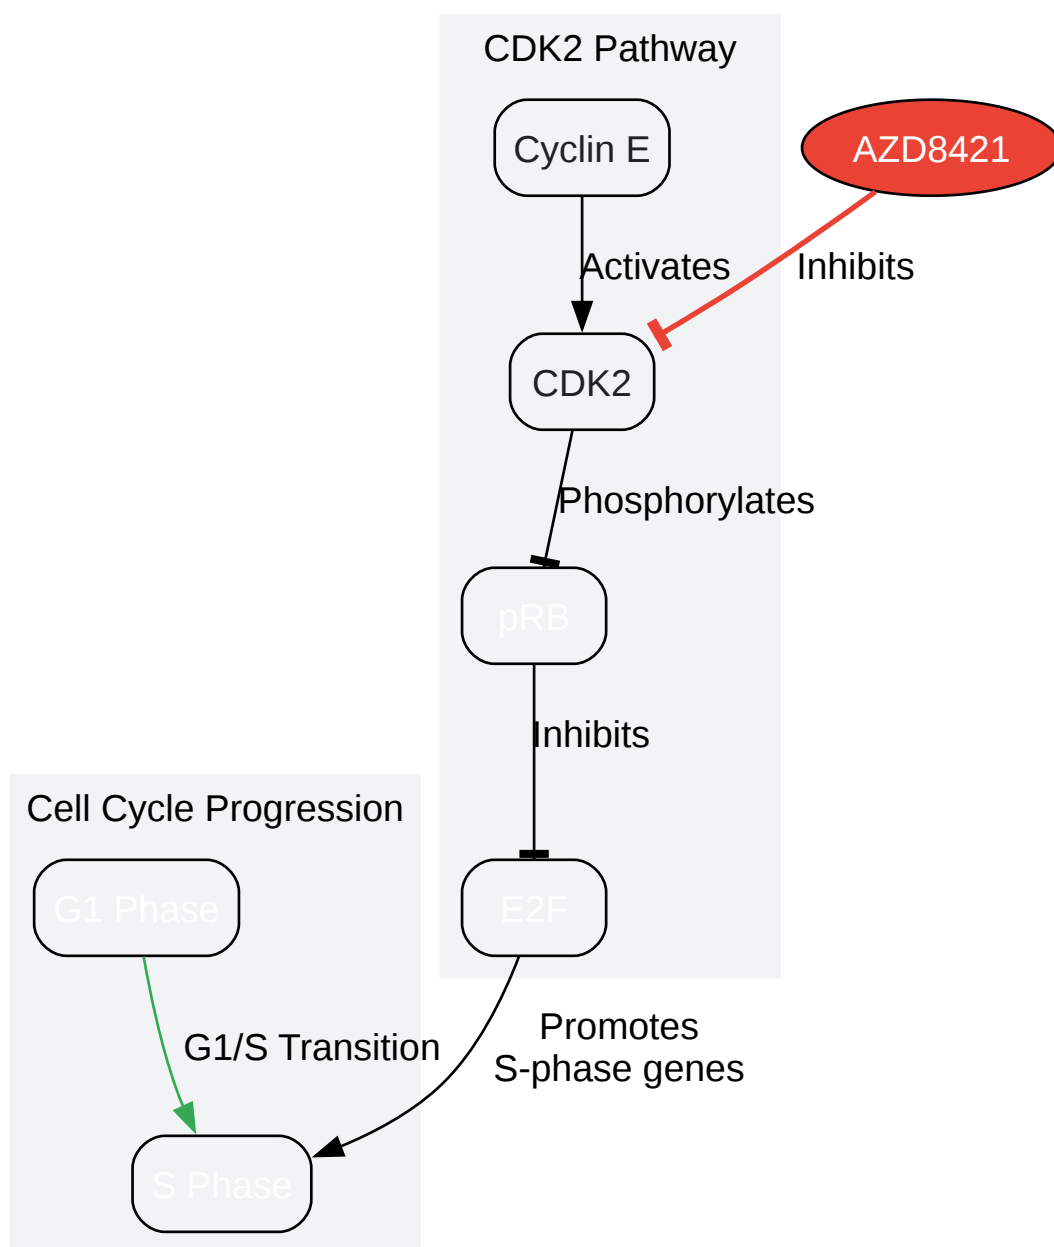 CDK2 Pathway
Cyclin E
AZD8421
Activates
Inhibits
CDK2
Phosphorylates
pRB
Inhibits
Cell Cycle Progression
G1 Phase
E2F
G1/S Transition
Promotes
S-phase genes
S Phase